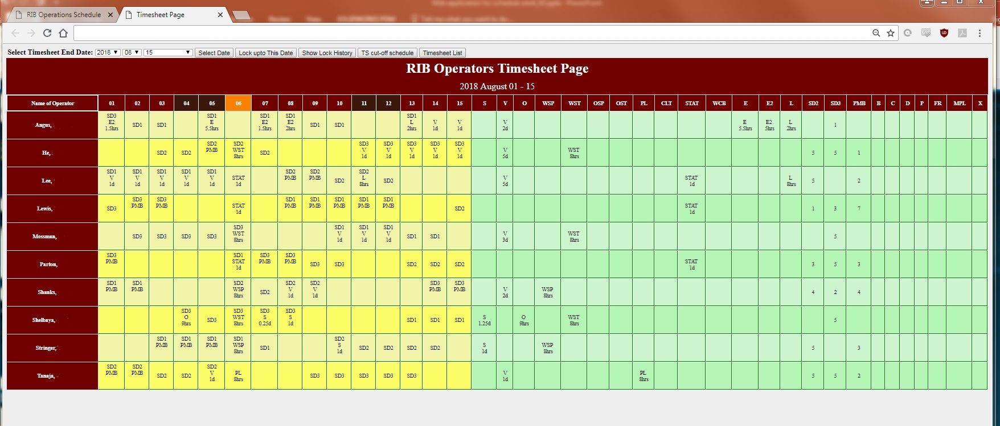 RIB Operations Schedule
Timesheet Page
Select Timesheet End Date: 2018 08 15 Select Date Lock upto This Date Show Lock History TS cut-off schedule Timesheet List
RIB Operators Timesheet Page
2018 August 01 - 15
Name of Operator 01 02 03 04 05 06 07 08 09 10 11 12 13 14 15 S V O WSP WST OSP OST PL CLT STAT WCB E E2 L SD2 SD3 PMB B C D P FR MPL X
SD3 SD1 SD1 SD1 SD1
E2 E E2 E2 L V V V E E2 L
Angus, SD1 SD1 SD1 SD1 1
1.5hrs 5.5hrs 1.5hrs 2hrs 2hrs 1d 1d 2d 5.5hrs 5hrs 2hrs
SD2 SD2 SD3 SD3 SD3 SD3 SD3
PMB WST V V V V V V WST
He, SD2 SD2 SD2 5 5 1
8hrs 1d 1d 1d 1d 1d 5d 8hrs
SD1 SD1 SD1 SD1 SD1 SD2 SD2 SD2
V V V V V STAT PMB PMB L V STAT L
Lee, SD2 SD2 5 2
1d 1d 1d 1d 1d 1d 8hrs 5d 1d 8hrs
SD3 SD3 SD1 SD1 SD1 SD1 SD1
PMB PMB STAT PMB PMB PMB PMB PMB STAT
Lewis, SD3 SD2 1 3 7
1d 1d
SD3 SD1 SD1 SD1
WST V V V V WST
Mossman, SD3 SD3 SD3 SD3 SD1 SD1 5
8hrs 1d 1d 1d 3d 8hrs
SD3 SD1 SD3 SD3
PMB STAT PMB PMB STAT
Parton, SD3 SD3 SD2 SD2 SD2 3 5 3
1d 1d
SD1 SD1 SD2 SD2 SD2 SD3 SD3
PMB PMB WSP V V PMB PMB V WSP
Shanks, SD2 4 2 4
8hrs 1d 1d 2d 8hrs
SD3 SD3 SD3 SD3
O WST S S S O WST
Shelbaya, SD3 SD1 SD1 SD1 5
9hrs 8hrs 0.25d 1d 1.25d 9hrs 8hrs
SD1 SD1 SD1 SD1 SD2
PMB PMB PMB WSP S S WSP
Stringer, SD1 SD2 SD2 SD2 SD2 5 3
8hrs 1d 1d 8hrs
SD2 SD2 SD2
PMB PMB V PL V PL
Tanaja, SD2 SD2 SD3 SD3 SD3 SD3 SD3 5 5 2
1d 8hrs 1d 8hrs